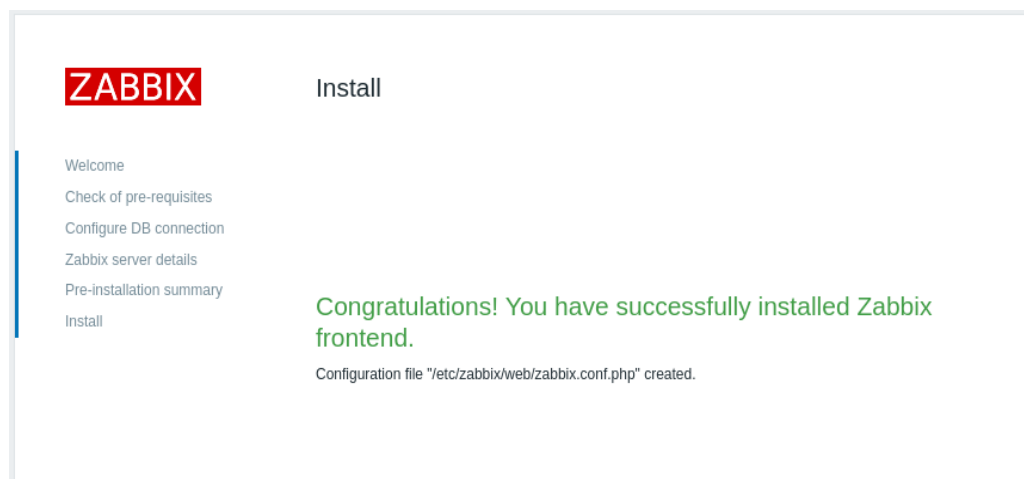 ZABBIX
Install
Welcome
Check of pre-requisites
Configure DB connection
Zabbix server details
Pre-installation summary
Install
Congratulations! You have successfully installed Zabbix
frontend.
Configuration file "/etc/zabbix/web/zabbix.conf.php" created.